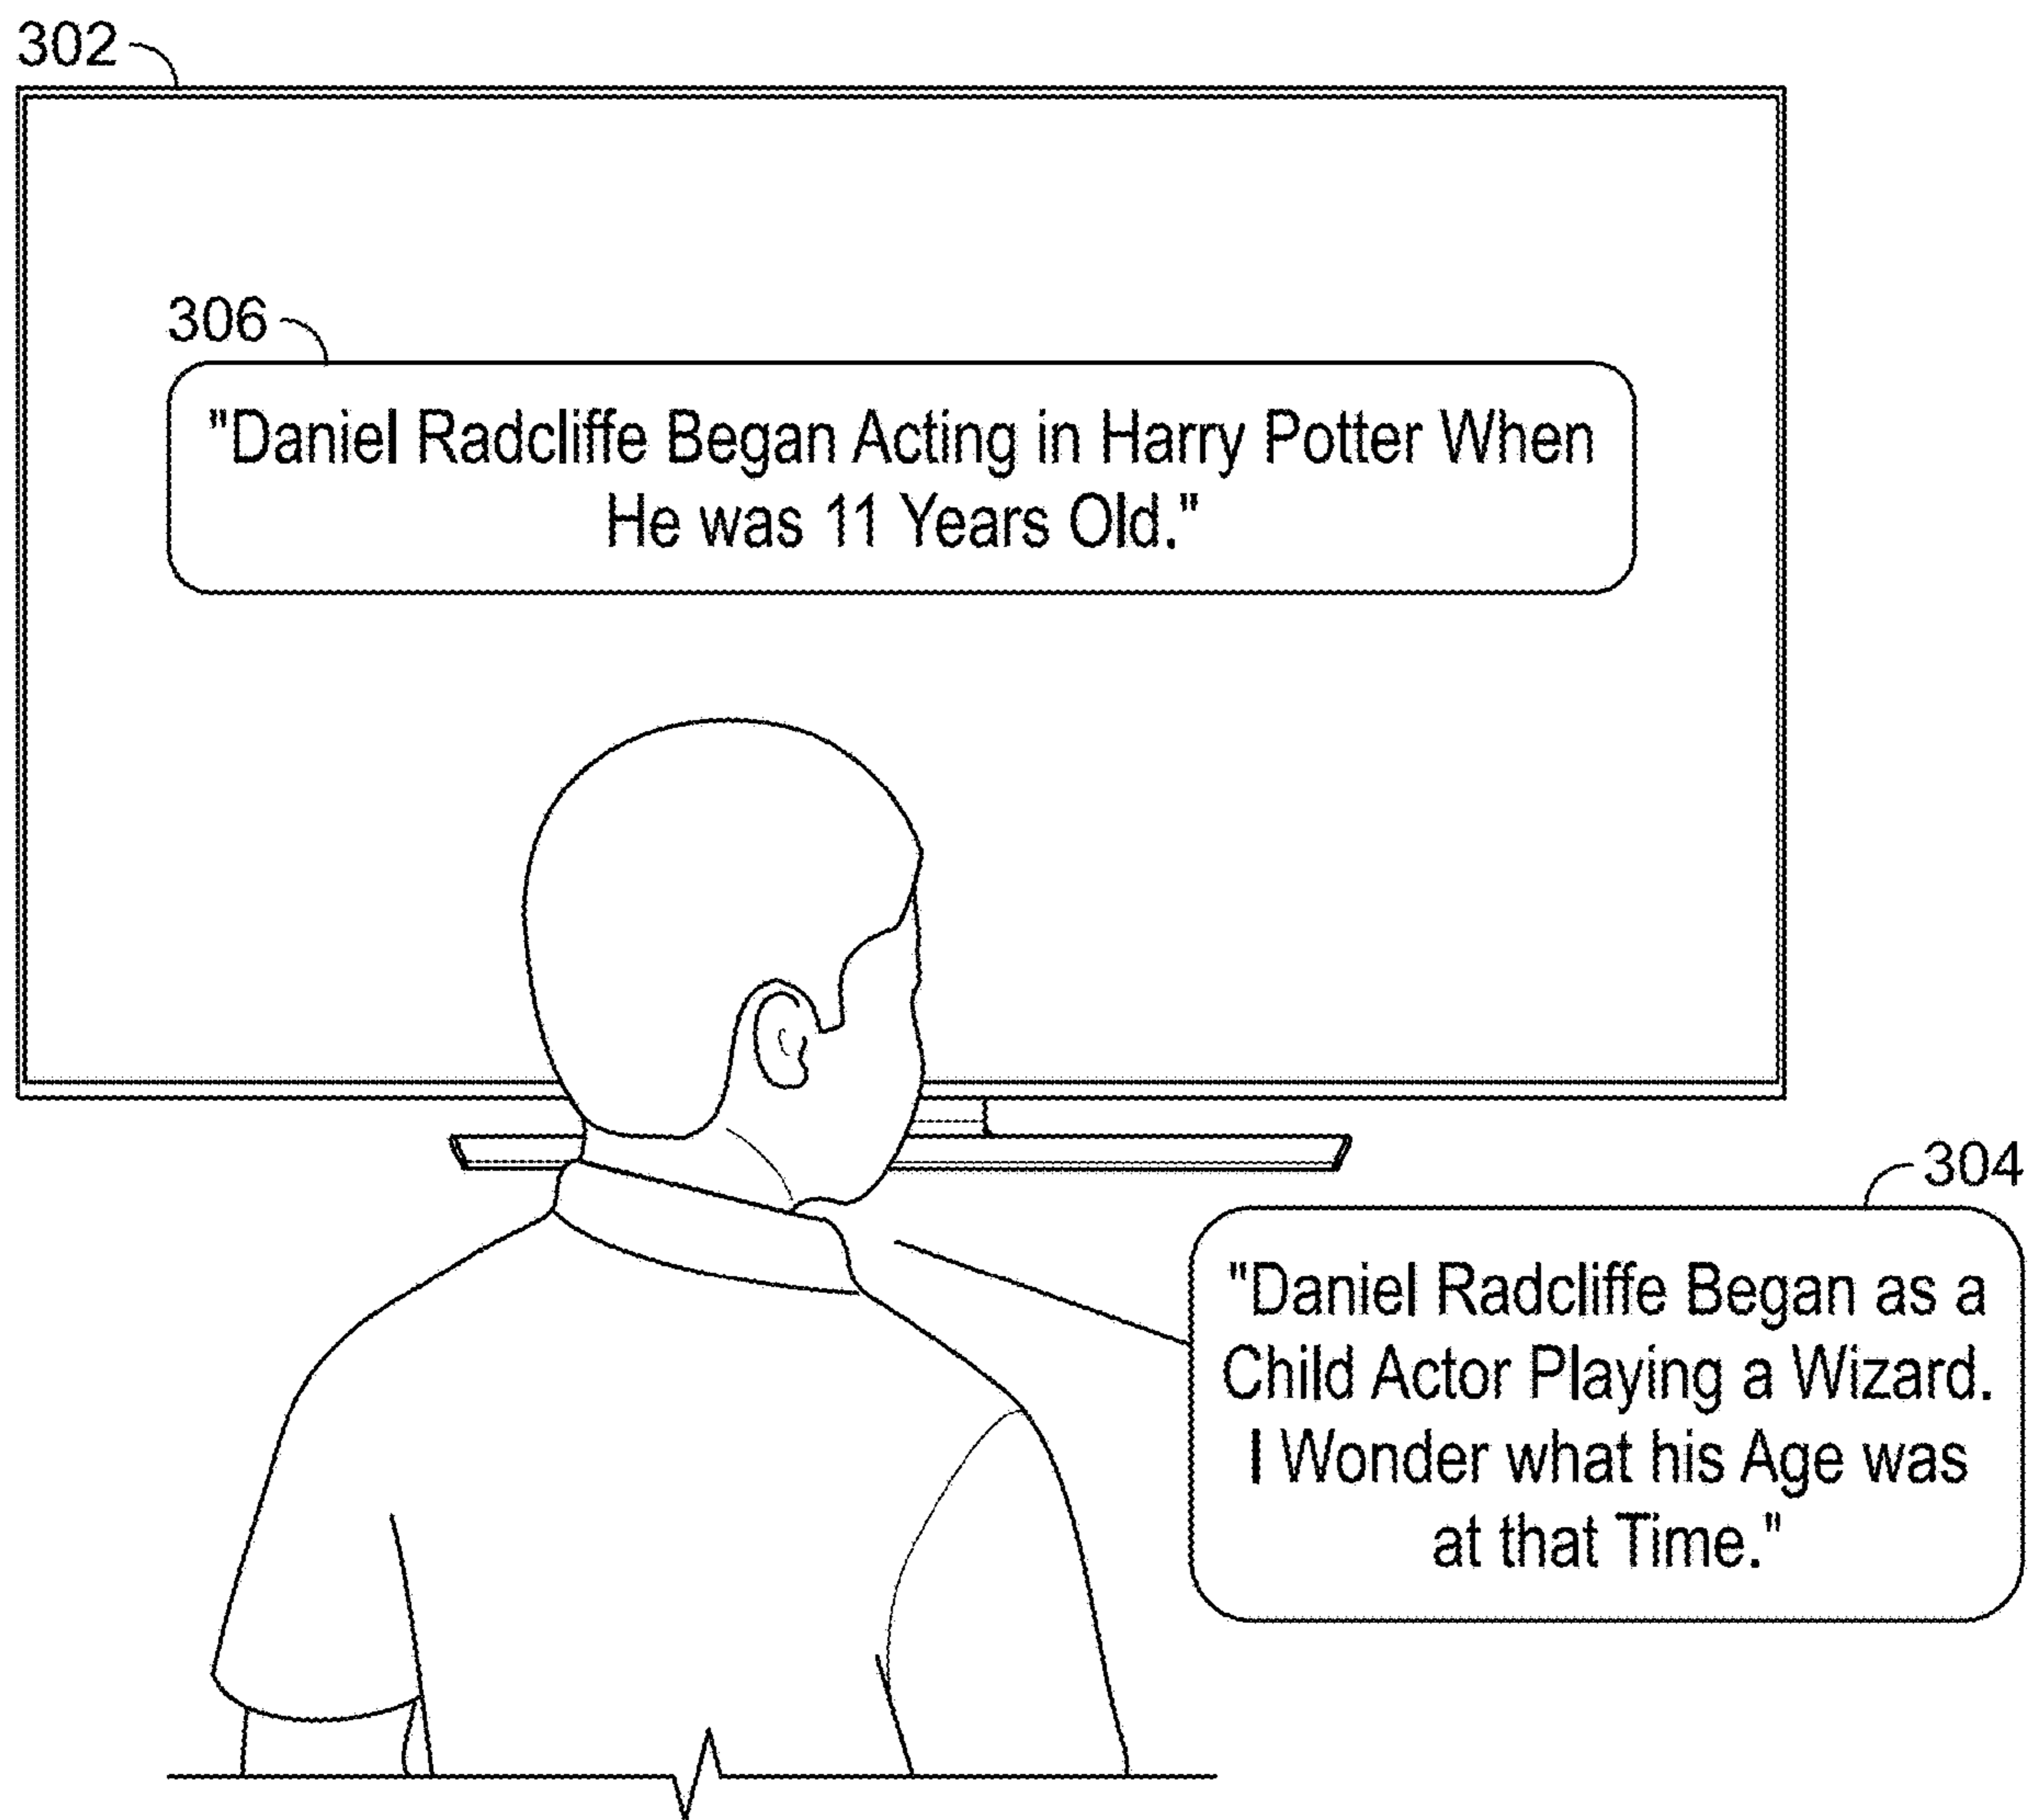 302
306
"Daniel Radcliffe Began Acting in Harry Potter When
He was 11 Years Old."
304
"Daniel Radcliffe Began as a
Child Actor Playing a Wizard.
I Wonder what his Age was
at that Time."